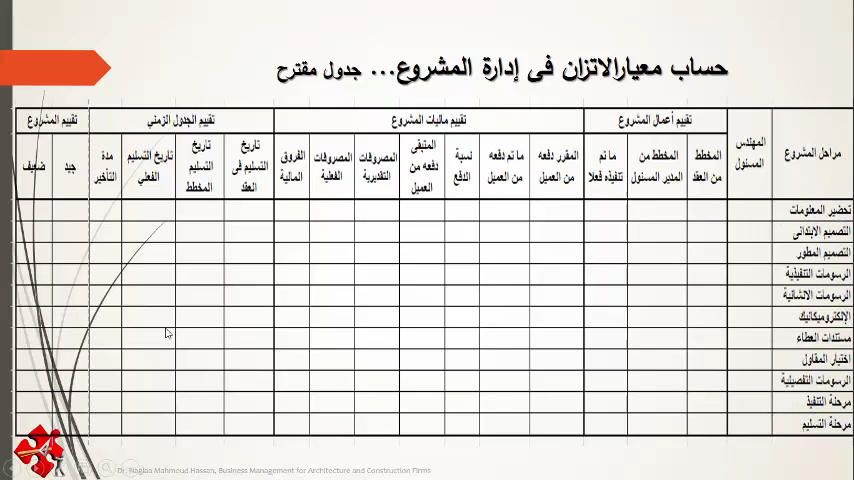 حساب معيارالاتزان فى إدارة المشروع... جدول مقترح
مراحل المشروع
المهندس
المسئول
تقييم أعمال المشروع
تقييم ماليات المشروع
تقييم الجدول الزمني
تقييم المشروع
المخطط
من العقد
المخطط من
المدير المسئول
ما تم
تنفيذه فعلا
المقرر دفعه
من العميل
ما تم دفعه
من العميل
نسبة
الدفع
المتبقى
دفعه من
العميل
المصروفات
التقديرية
المصروفات
الفعلية
الفروق
المالية
تاريخ
التسليم فى
العقد
تاريخ
التسليم
المخطط
تاريخ التسليم
الفعلي
مدة
التأخير
جيد
ضعيف
تحضير المعلومات
التصميم الابتدائى
التصميم المطور
الرسومات التنفيذية
الرسومات الانشائية
الإلكتروميكانيك
مستندات العطاء
اختيار المقاول
الرسومات التفصيلية
مرحلة التنفيذ
مرحلة التسليم
Dr. Naglaa Mahmoud Hassan, Business Management for Architecture and Construction Firms